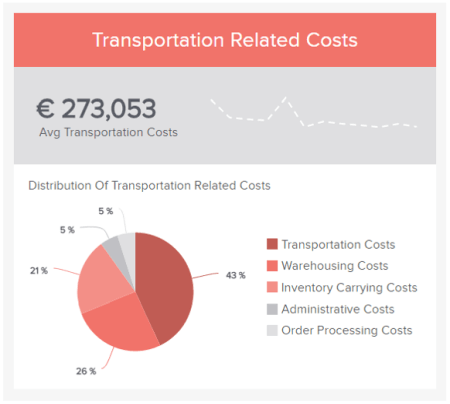 Transportation Related Costs
€ 273,053
Avg Transportation Costs
Distribution Of Transportation Related Costs
5 %
5 %
21 %
43 %
26 %
Transportation Costs
Warehousing Costs
Inventory Carrying Costs
Administrative Costs
Order Processing Costs